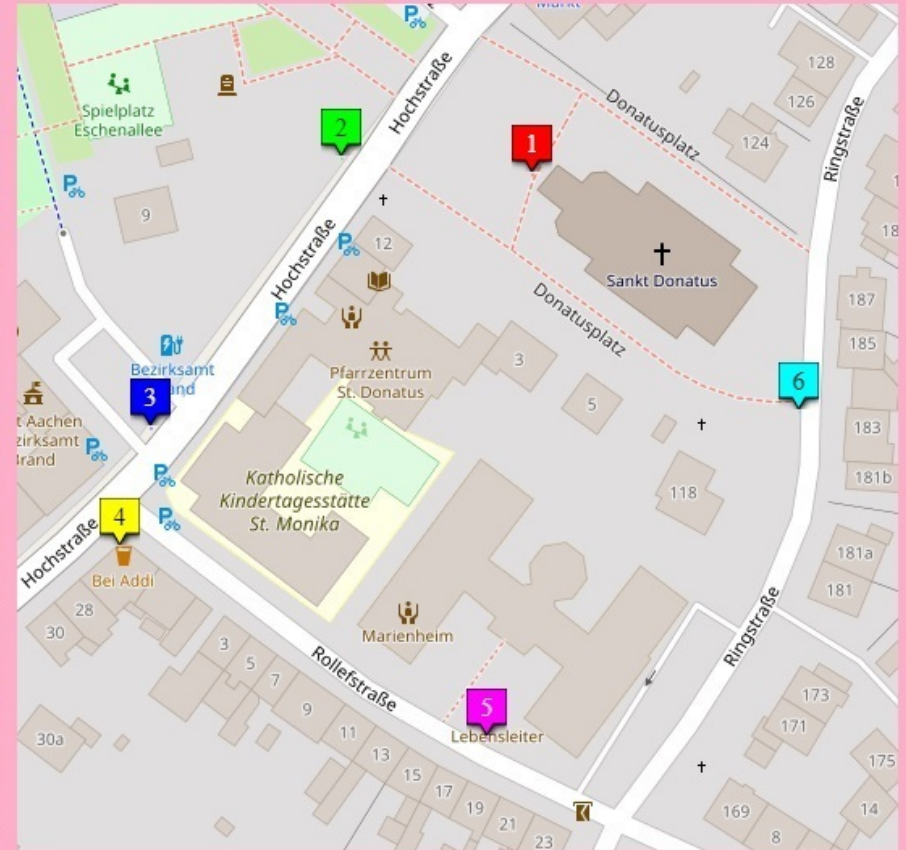 Markt
Hochstraße
Donatusplatz
Ringstraße
128
126
124
2
1
Spielplatz
Eschenallee
9
Hochstraße
12
Sankt Donatus
187
185
Donatusplatz
Bezirksamt
Pfarrzentrum
St. Donatus
3
5
6
3
183
181b
t Aachen
zirksamt
Brand
Katholische
Kindertagesstätte
St. Monika
118
4
Hochstraße
Bei Addi
181a
181
28
30
Marienheim
Ringstraße
3
5
7
9
11
13
15
17
19
21
23
Rollefstraße
5
Lebensleiter
30a
173
171
175
169
14
8